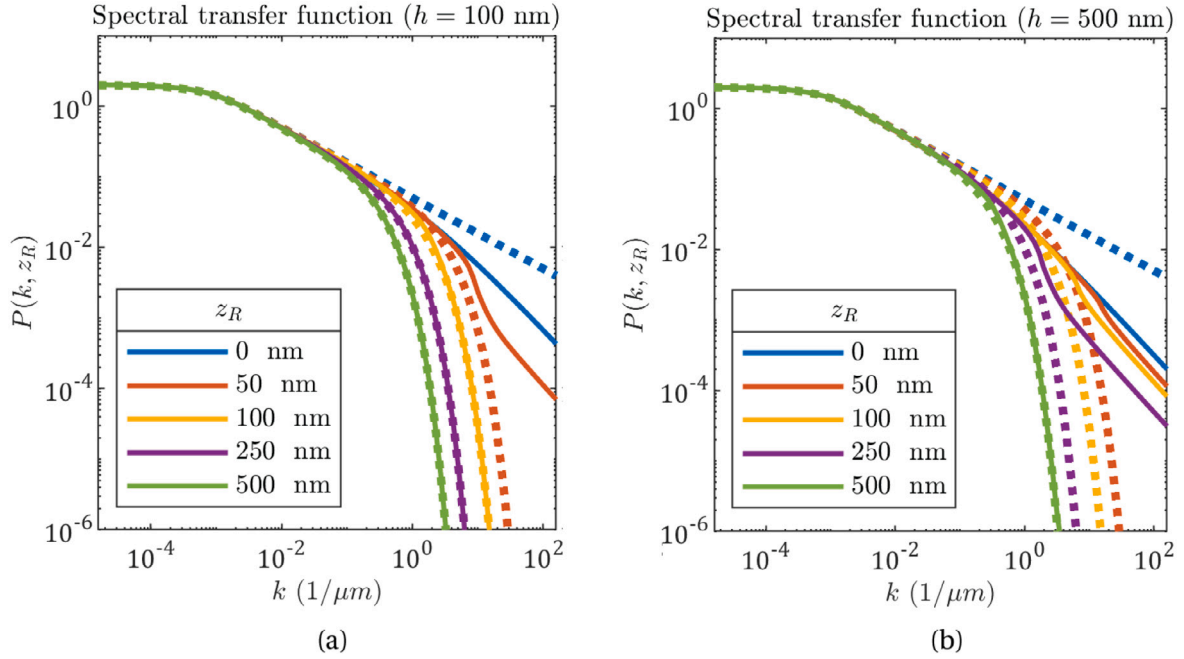 Spectral transfer function (h = 100 nm)
10^0
10^-2
10^-4
10^-6
P(k, z_R)
z_R
0 nm
50 nm
100 nm
250 nm
500 nm
10^-4
10^-2
10^0
10^2
k (1/μm)
(a)
Spectral transfer function (h = 500 nm)
10^0
10^-2
10^-4
10^-6
P(k, z_R)
z_R
0 nm
50 nm
100 nm
250 nm
500 nm
10^-4
10^-2
10^0
10^2
k (1/μm)
(b)